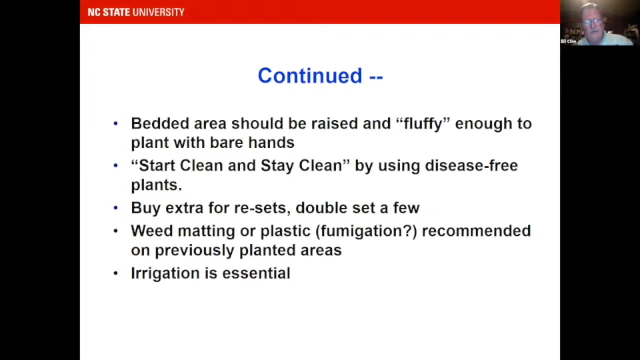 NC STATE UNIVERSITY
Continued --
• Bedded area should be raised and “fluffy” enough to
plant with bare hands
• “Start Clean and Stay Clean” by using disease-free
plants.
• Buy extra for re-sets, double set a few
• Weed matting or plastic (fumigation?) recommended
on previously planted areas
• Irrigation is essential